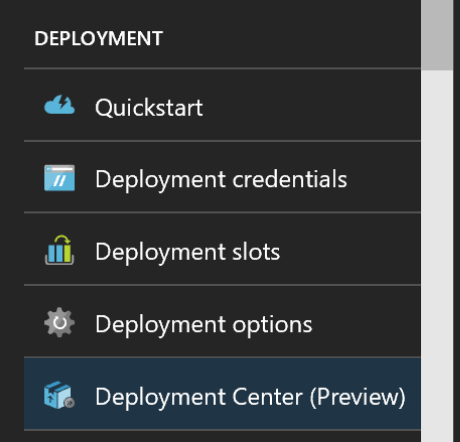 DEPLOYMENT
Quickstart
Deployment credentials
Deployment slots
Deployment options
Deployment Center (Preview)